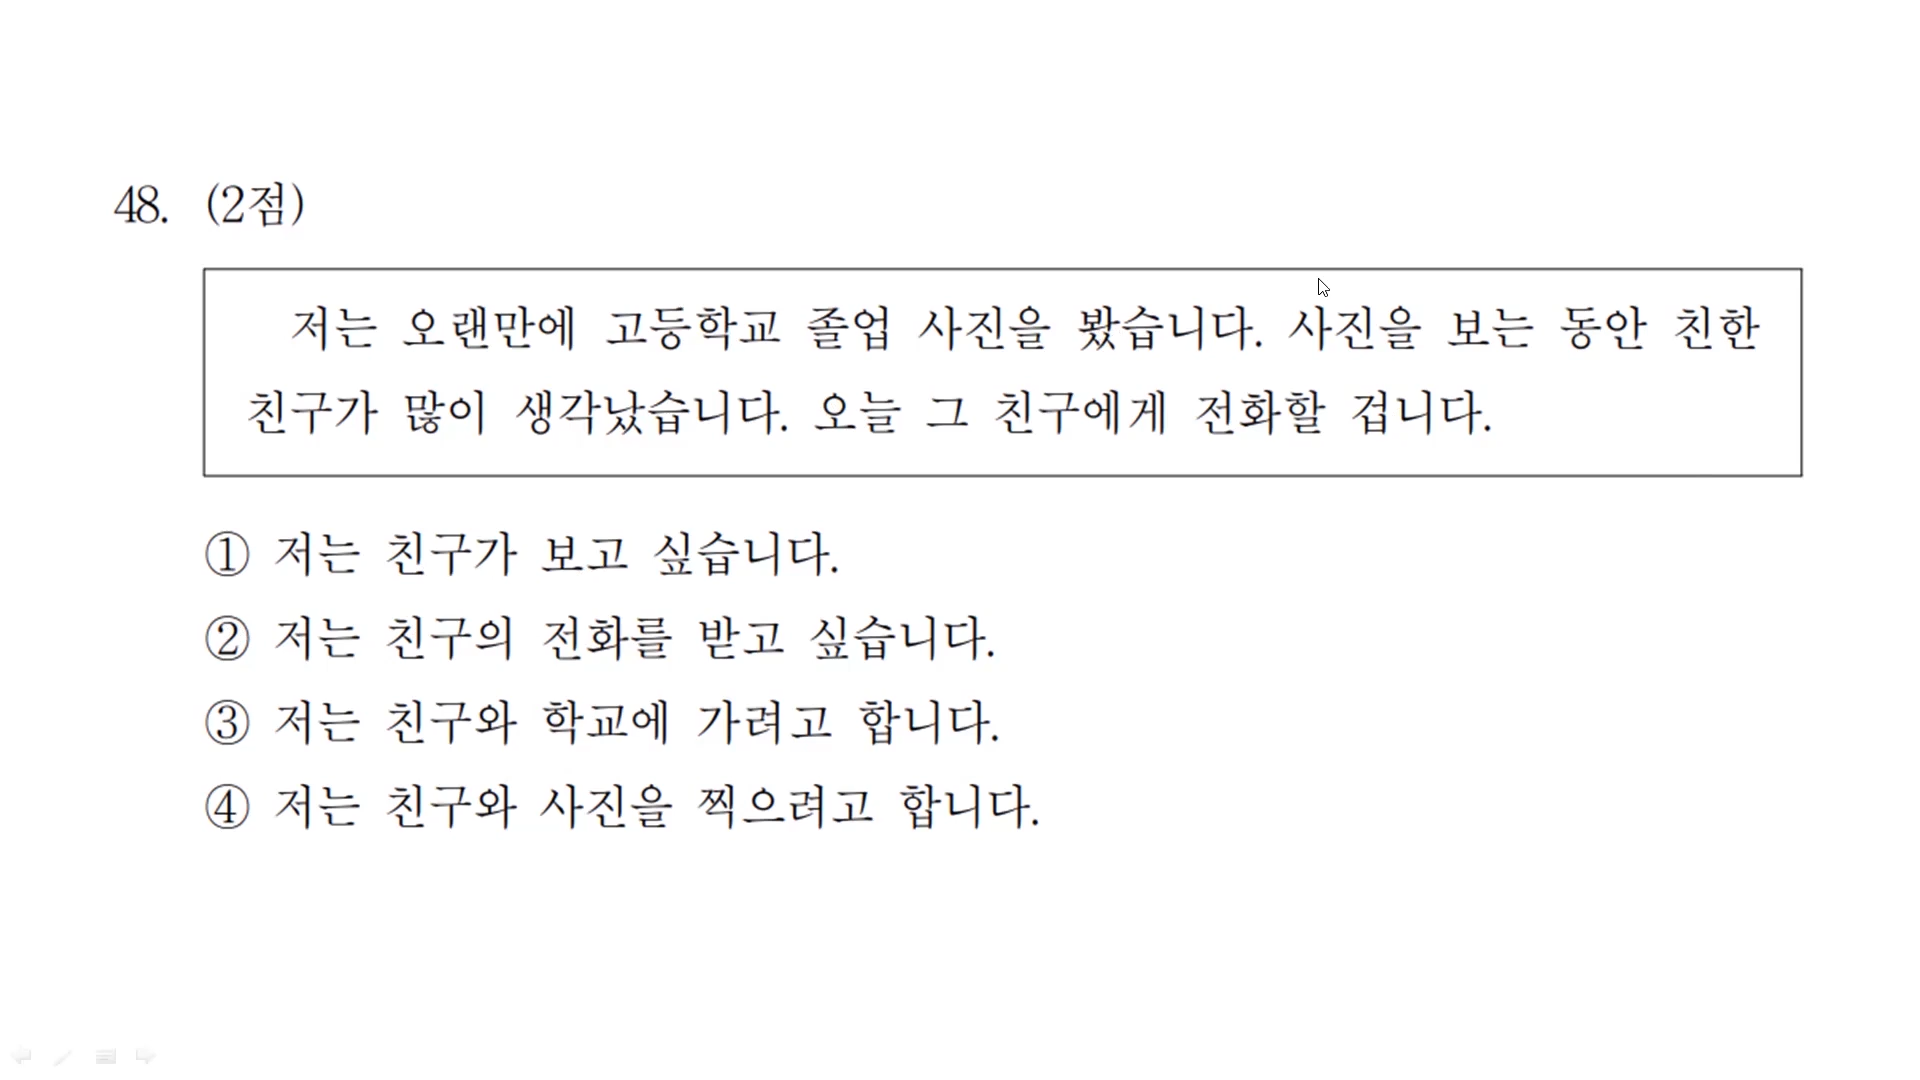 48. (2점)
저는 오랜만에 고등학교 졸업 사진을 봤습니다. 사진을 보는 동안 친한
친구가 많이 생각났습니다. 오늘 그 친구에게 전화할 겁니다.
① 저는 친구가 보고 싶습니다.
② 저는 친구의 전화를 받고 싶습니다.
③ 저는 친구와 학교에 가려고 합니다.
④ 저는 친구와 사진을 찍으려고 합니다.